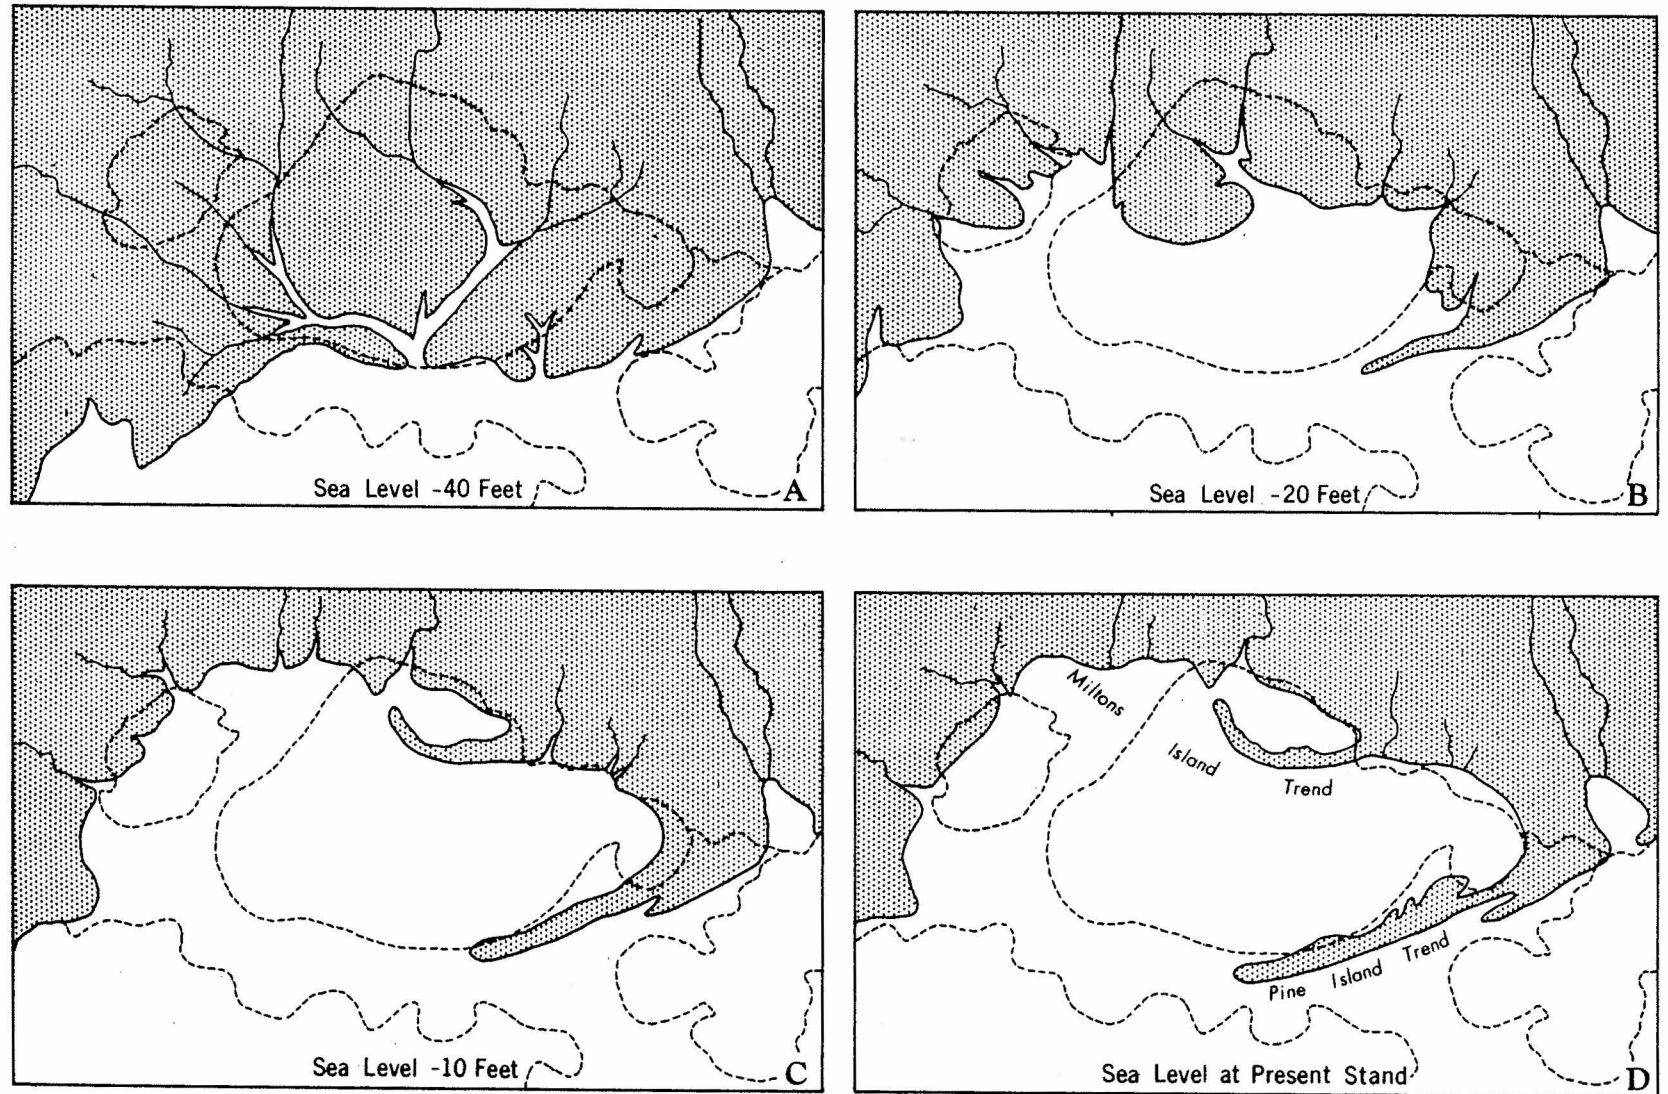 Sea Level -40 Feet
A
Sea Level -20 Feet
B
Sea Level -10 Feet
C
Miltons
Island
Trend
Pine Island Trend
Sea Level at Present Stand
D